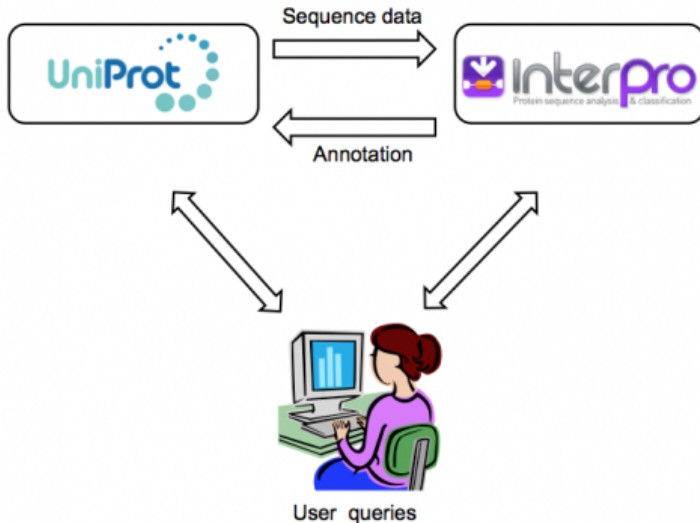 Sequence data
UniProt
InterPro
Protein sequence analysis & classification
Annotation
User queries